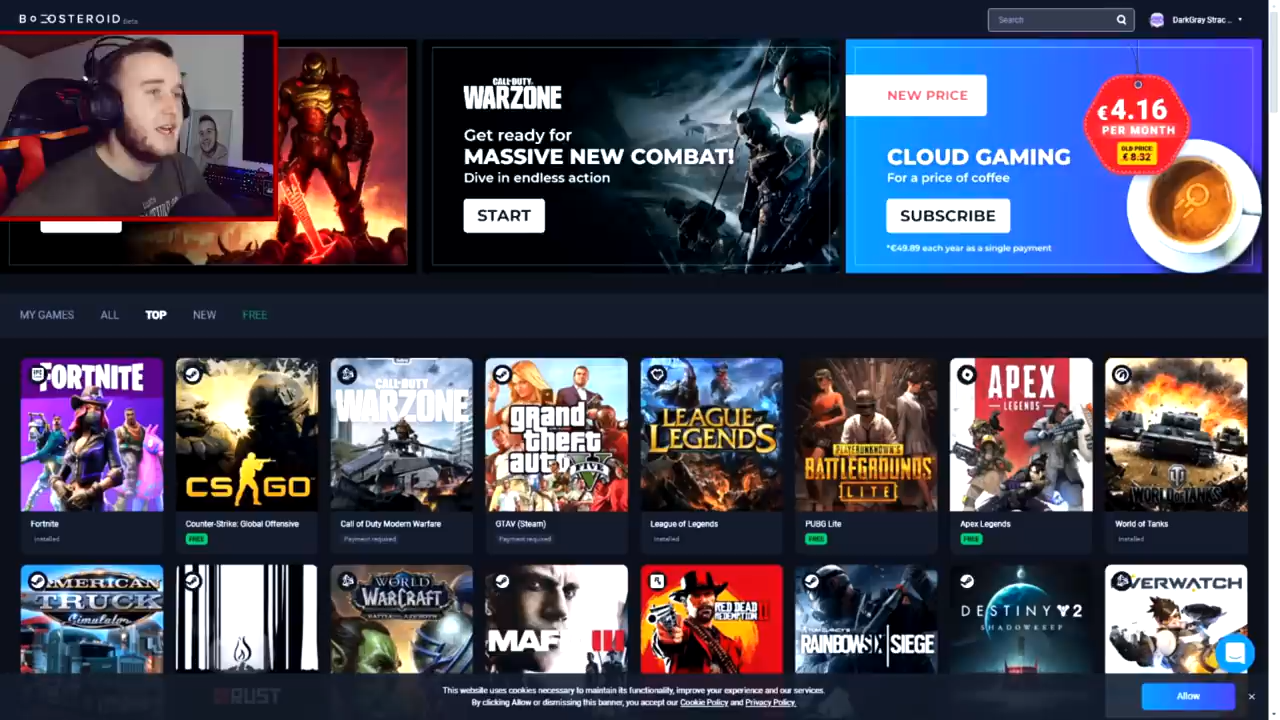 BOOSTEROID Beta
Search
DarkGray Strac...
CALL OF DUTY
WARZONE
Get ready for
MASSIVE NEW COMBAT!
Dive in endless action
START
NEW PRICE
CLOUD GAMING
For a price of coffee
SUBSCRIBE
*€49.89 each year as a single payment
€4.16
PER MONTH
OLD PRICE:
€8.32
MY GAMES
ALL
TOP
NEW
FREE
FORTNITE
CS GO
CALL OF DUTY
WARZONE
grand
theft
auto
V
LEAGUE OF
LEGENDS
PLAYERUNKNOWN'S
BATTLEGROUNDS
LITE
APEX
LEGENDS
WORLD OF TANKS
Fortnite
Installed
Counter-Strike: Global Offensive
FREE
Call of Duty Modern Warfare
Payment required
GTAV (Steam)
Payment required
League of Legends
Installed
PUBG Lite
FREE
Apex Legends
FREE
World of Tanks
Installed
AMERICAN
TRUCK
Simulator
RUST
WORLD
WARCRAFT
MAFIA III
RED DEAD
REDEMPTION
RAINBOW SIX SIEGE
DESTINY 2
SHADOWKEEP
OVERWATCH
This website uses cookies necessary to maintain its functionality, improve your experience and our services.
By clicking Allow or dismissing this banner, you accept our Cookie Policy and Privacy Policy.
Allow